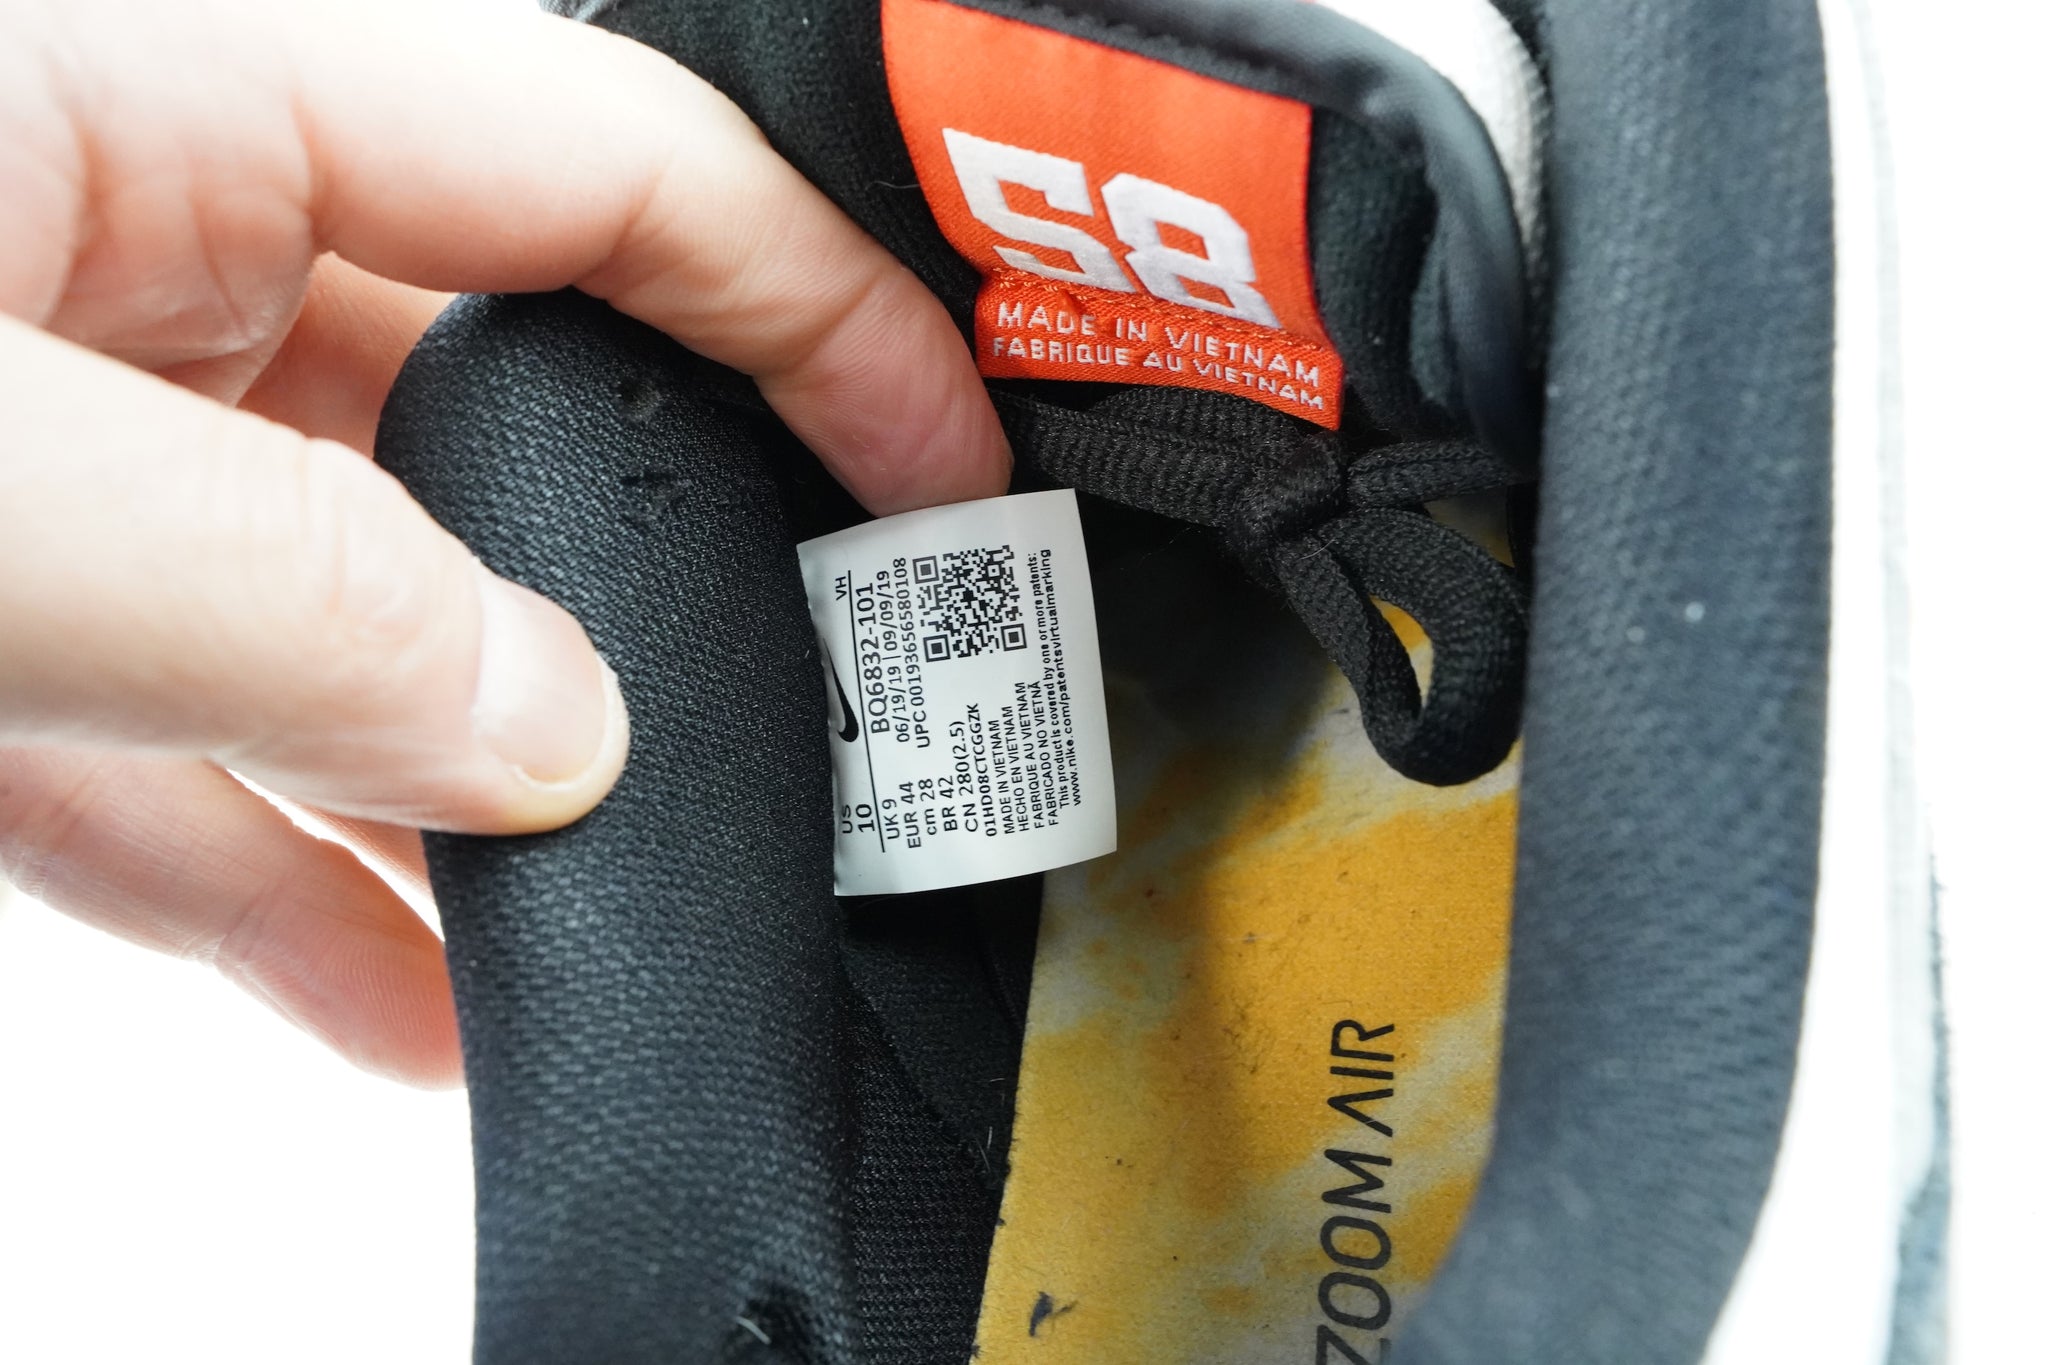 58
MADE IN VIETNAM
FABRIQUE AU VIETNAM
US
10
VH
UK 9
BQ6832-101
EUR 44
06/19/19 | 09/09/19
cm 28
UPC 00193656580108
BR 42
CN 280(2.5)
01HD08CTCGGZK
MADE IN VIETNAM
HECHO EN VIETNAM
FABRIQUE AU VIETNAM
FABRICADO NO VIETNÃ
This product is covered by one or more patents:
www.nike.com/patentsvirtualmarking
ZOOM AIR